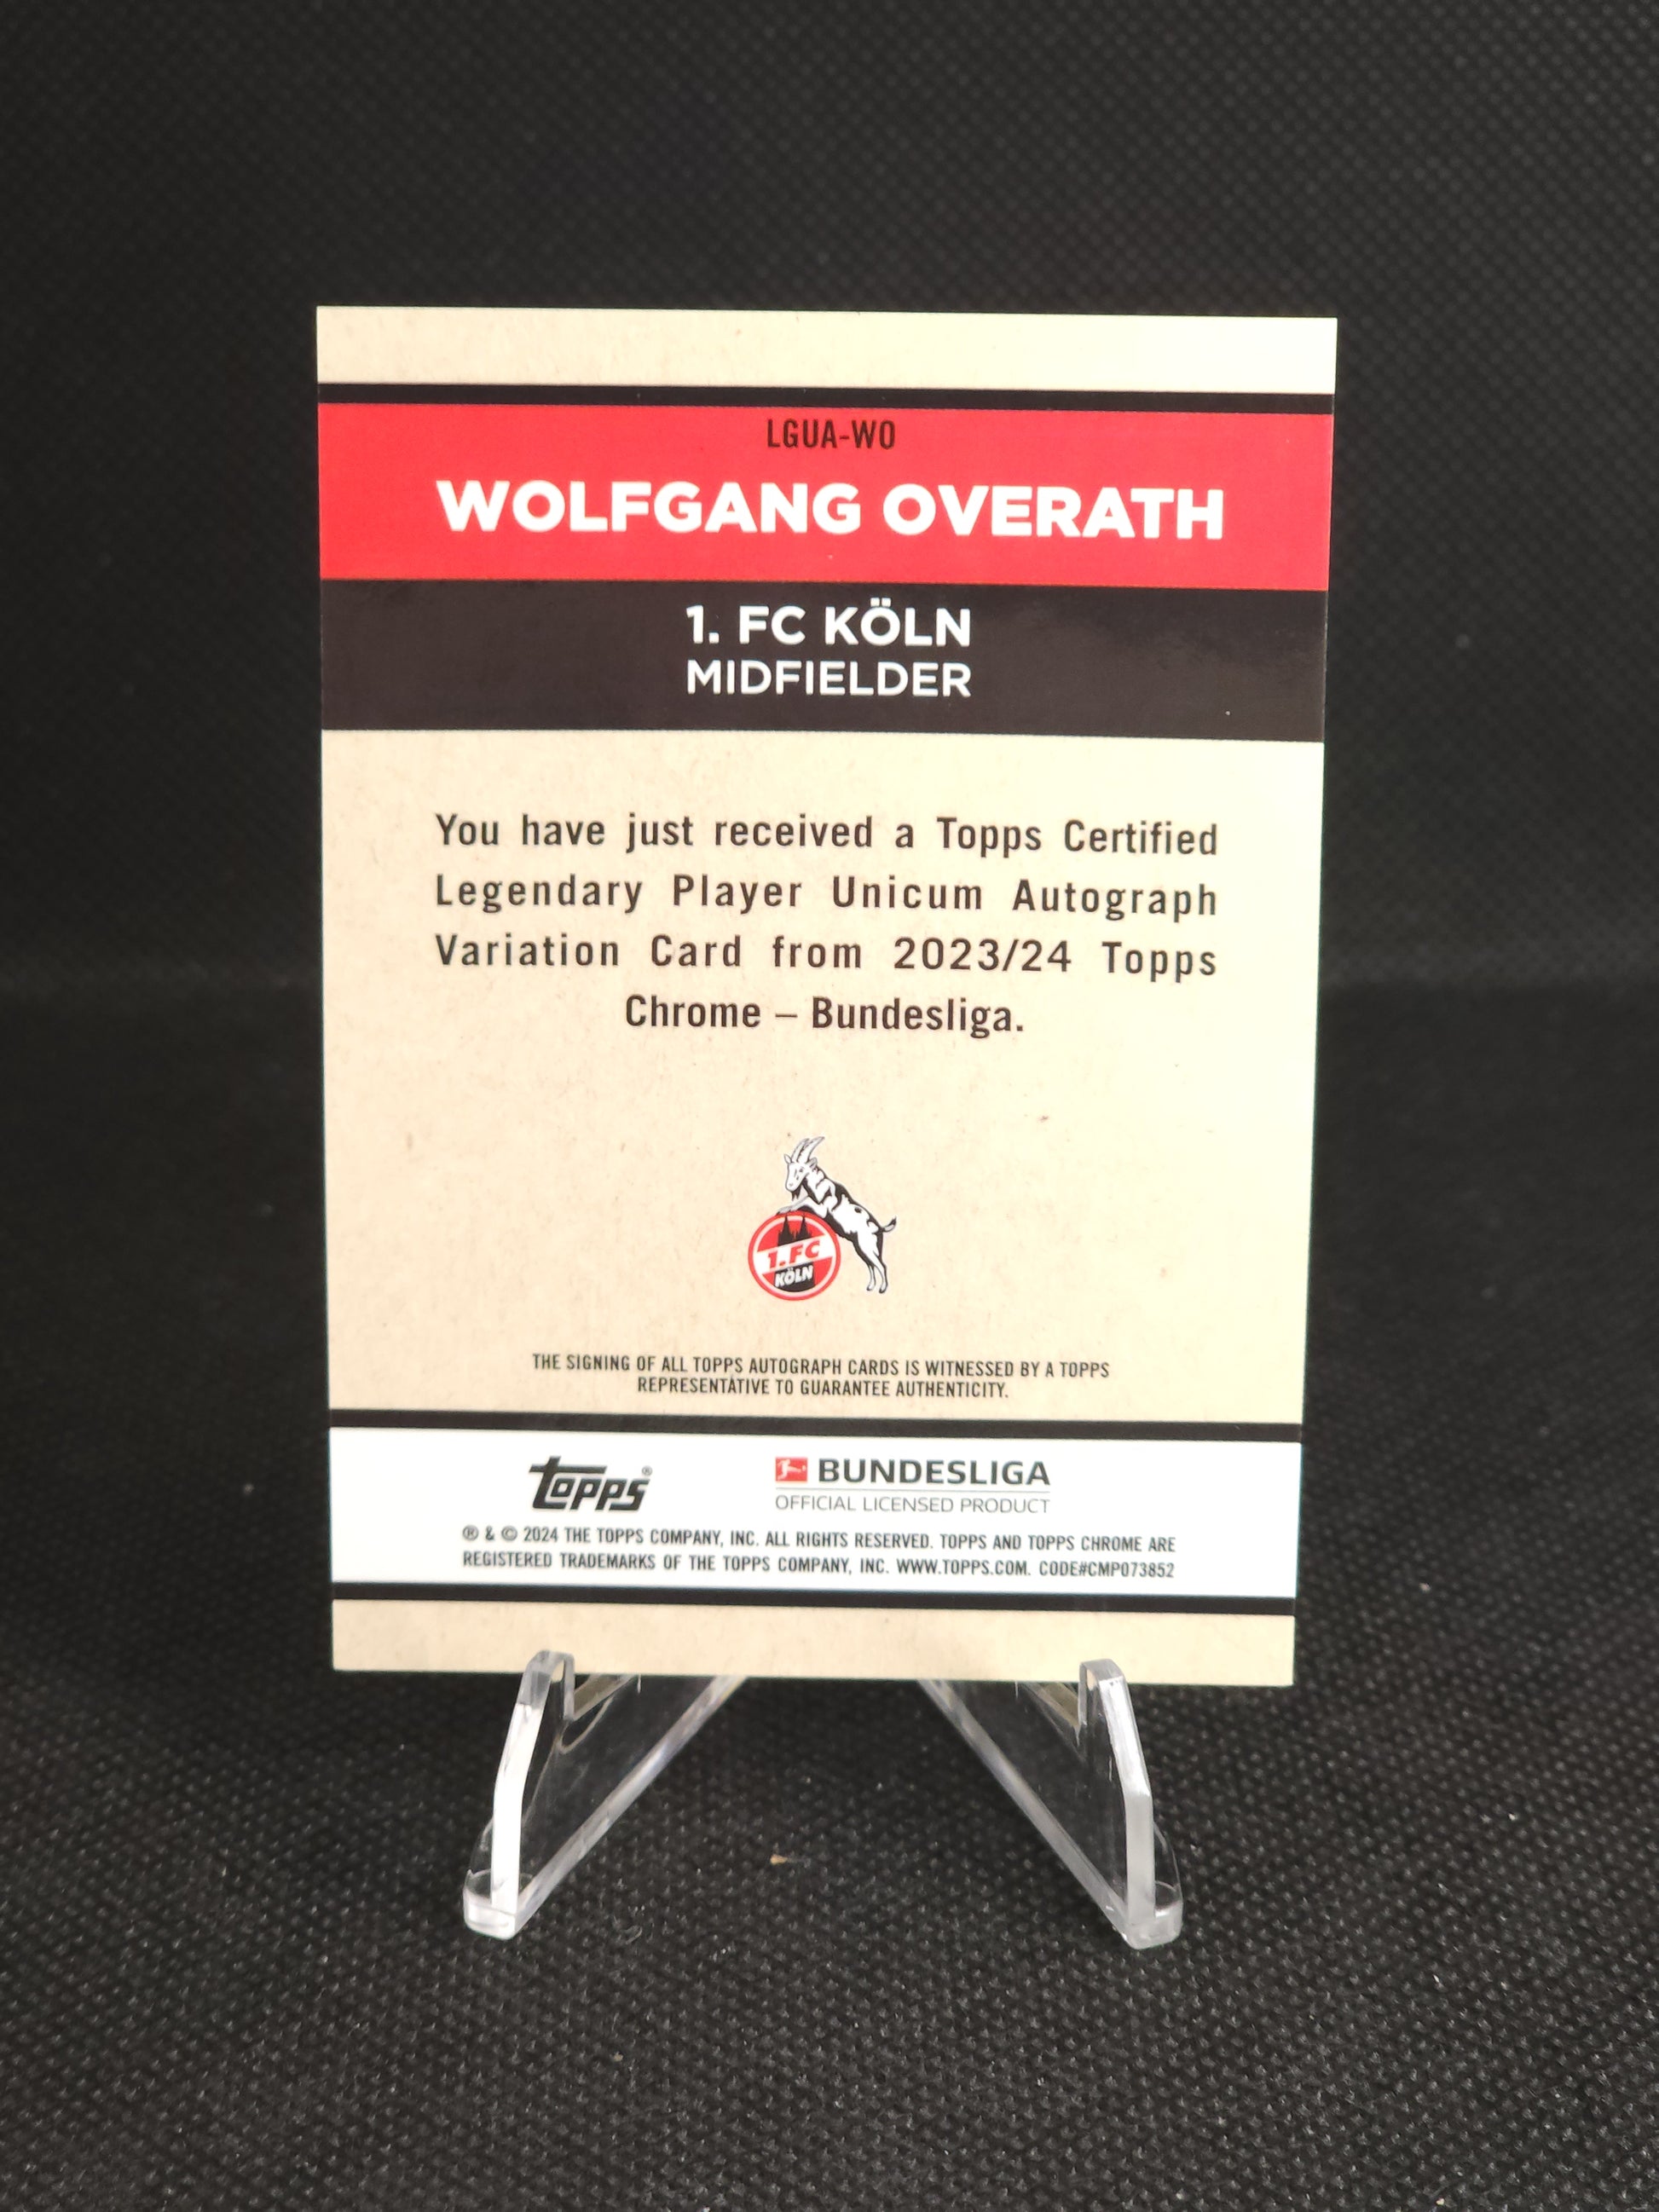 LGUA-WO
WOLFGANG OVERATH
1. FC KÖLN
MIDFIELDER
You have just received a Topps Certified
Legendary Player Unicum Autograph
Variation Card from 2023/24 Topps
Chrome – Bundesliga.
1.FC
KÖLN
THE SIGNING OF ALL TOPPS AUTOGRAPH CARDS IS WITNESSED BY A TOPPS
REPRESENTATIVE TO GUARANTEE AUTHENTICITY.
topps®
BUNDESLIGA
OFFICIAL LICENSED PRODUCT
® & © 2024 THE TOPPS COMPANY, INC. ALL RIGHTS RESERVED. TOPPS AND TOPPS CHROME ARE
REGISTERED TRADEMARKS OF THE TOPPS COMPANY, INC. WWW.TOPPS.COM. CODE#CMP073852